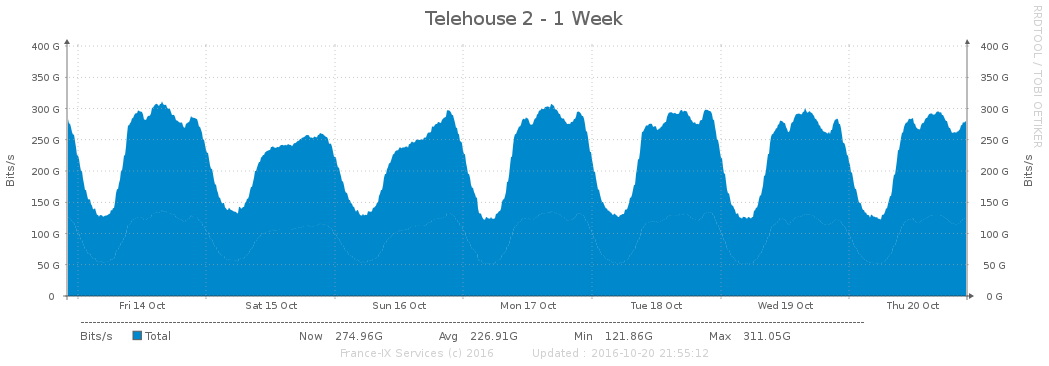 Telehouse 2 - 1 Week
RRDTOOL / TOBI OETIKER
400 G 400 G
350 G 350 G
300 G 300 G
250 G 250 G
200 G 200 G
150 G 150 G
100 G 100 G
50 G 50 G
0 0 G
Bits/s Bits/s
Fri 14 Oct Sat 15 Oct Sun 16 Oct Mon 17 Oct Tue 18 Oct Wed 19 Oct Thu 20 Oct
Bits/s Total Now 274.96G Avg 226.91G Min 121.86G Max 311.05G
France-IX Services (c) 2016 Updated : 2016-10-20 21:55:12